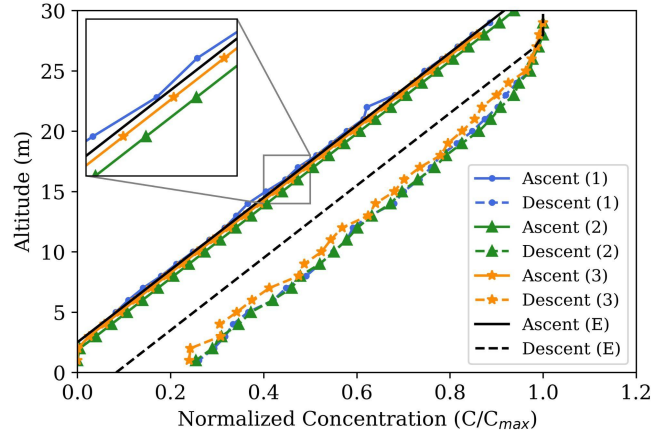 30
25
20
15
10
5
0
Altitude (m)
0.0 0.2 0.4 0.6 0.8 1.0 1.2
Normalized Concentration (C/Cmax)
Ascent (1)
Descent (1)
Ascent (2)
Descent (2)
Ascent (3)
Descent (3)
Ascent (E)
Descent (E)